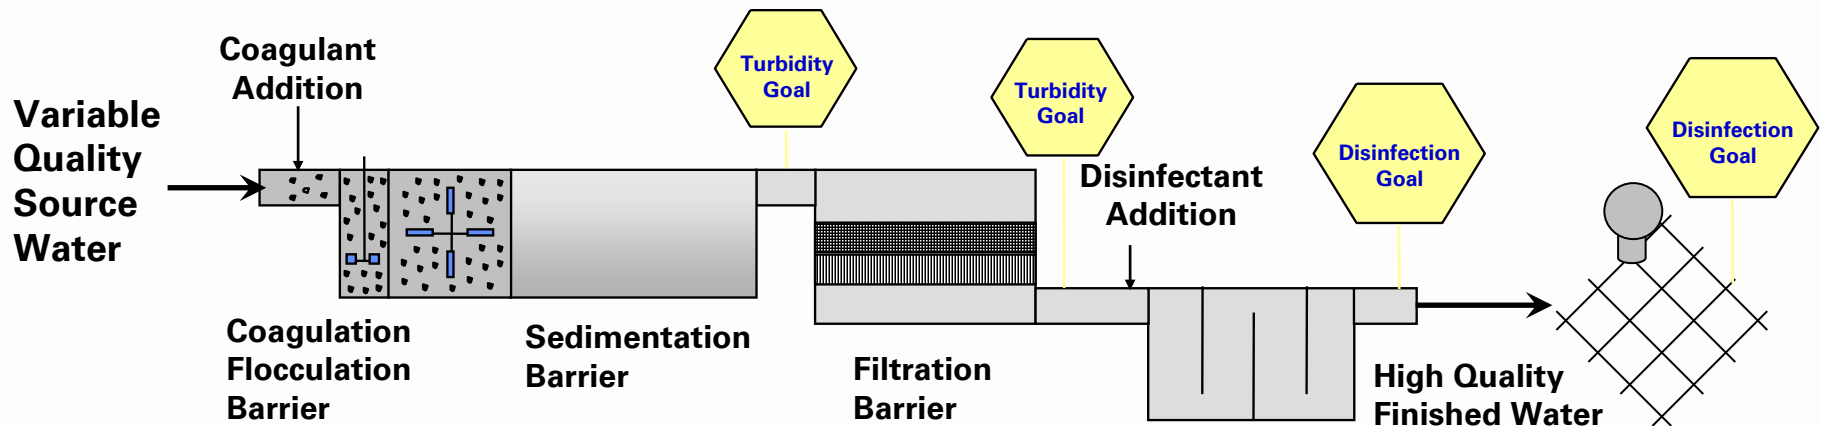 Variable
Quality
Source
Water
Coagulant
Addition
Turbidity
Goal
Turbidity
Goal
Disinfectant
Addition
Disinfection
Goal
Disinfection
Goal
Coagulation
Flocculation
Barrier
Sedimentation
Barrier
Filtration
Barrier
High Quality
Finished Water